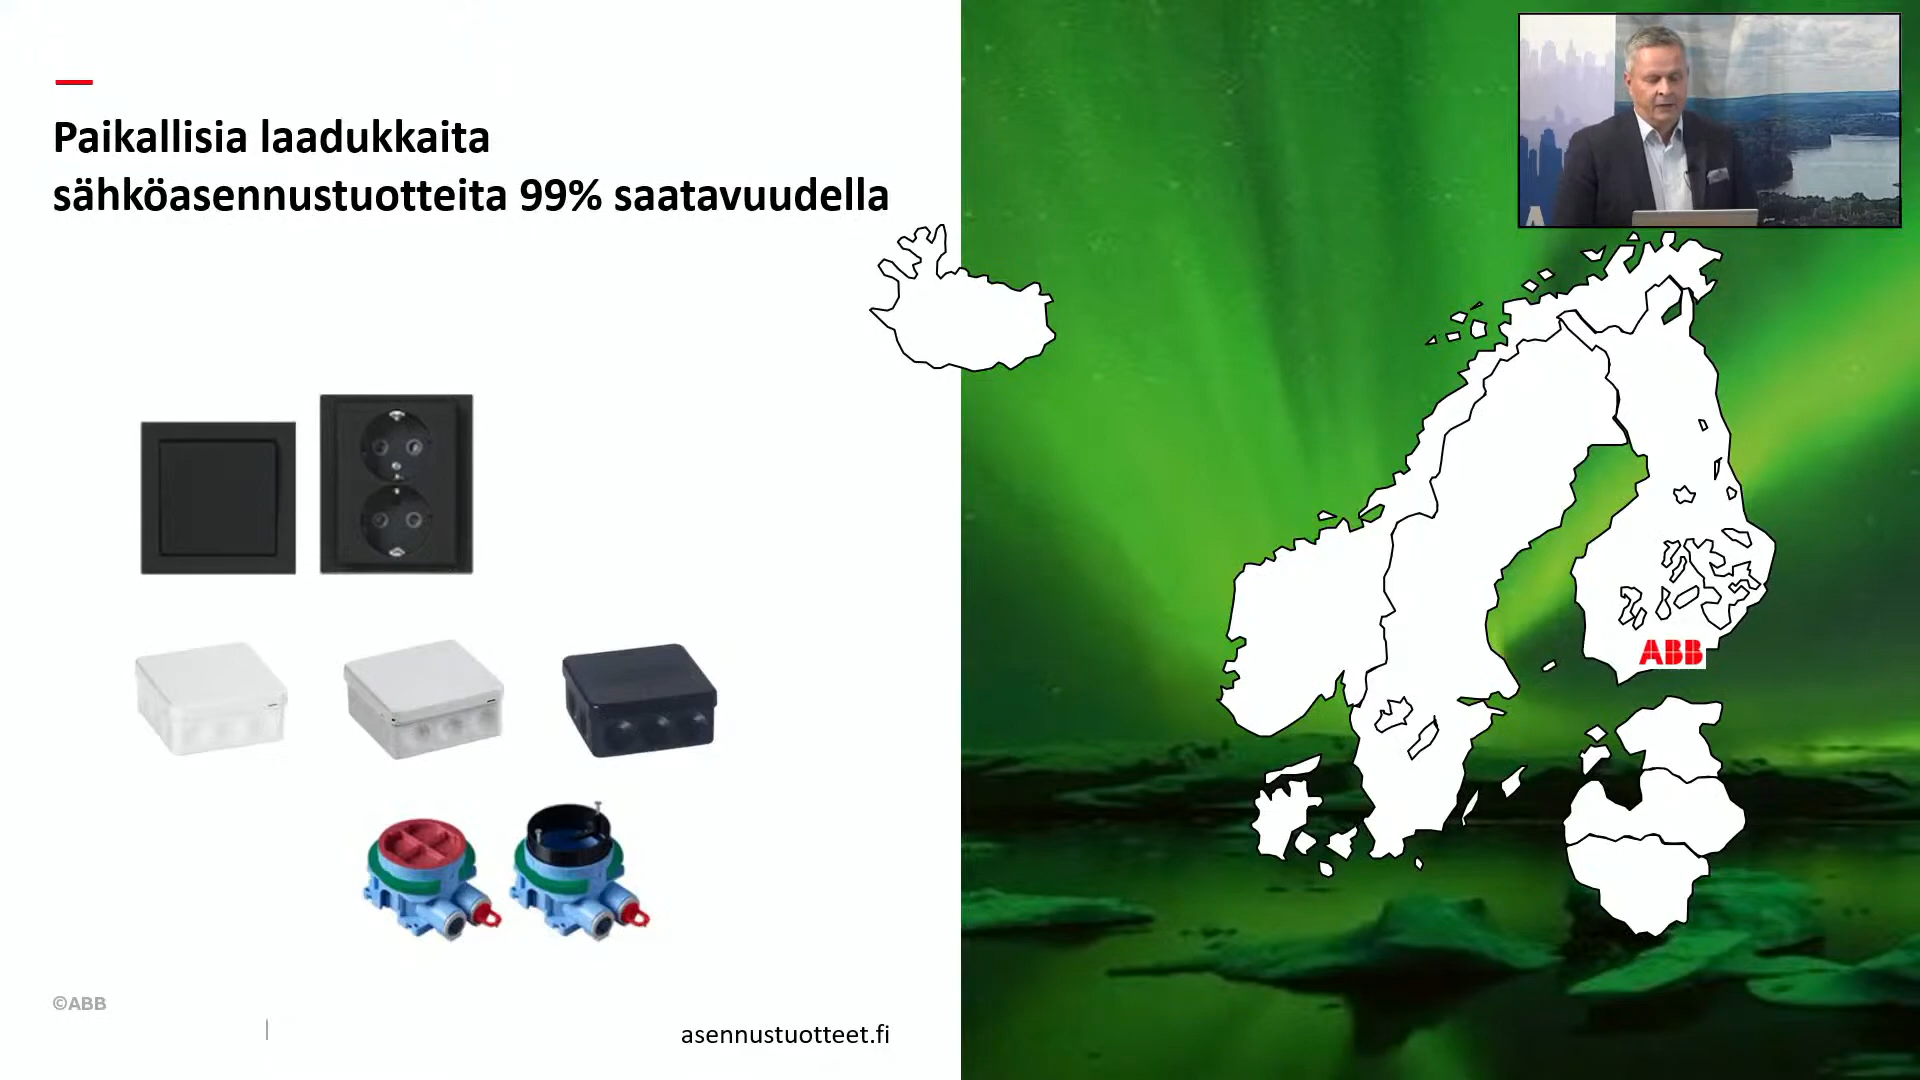 Paikallisia laadukkaita
sähköasennustuotteita 99% saatavuudella
ABB
©ABB
asennustuotteet.fi